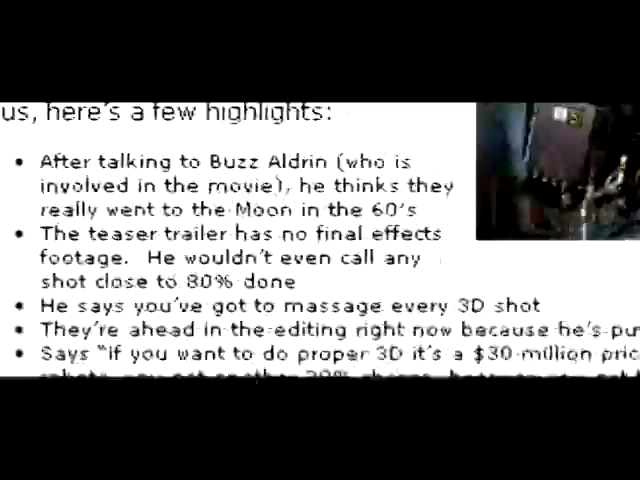 us, here's a few highlights:
• After talking to Buzz Aldrin (who is
involved in the movie), he thinks they
really went to the Moon in the 60's
• The teaser trailer has no final effects
footage. He wouldn't even call any
shot close to 80% done
• He says you've got to massage every 3D shot
• They're ahead in the editing right now because he's pu
• Says "if you want to do proper 3D it's a $30 million pric